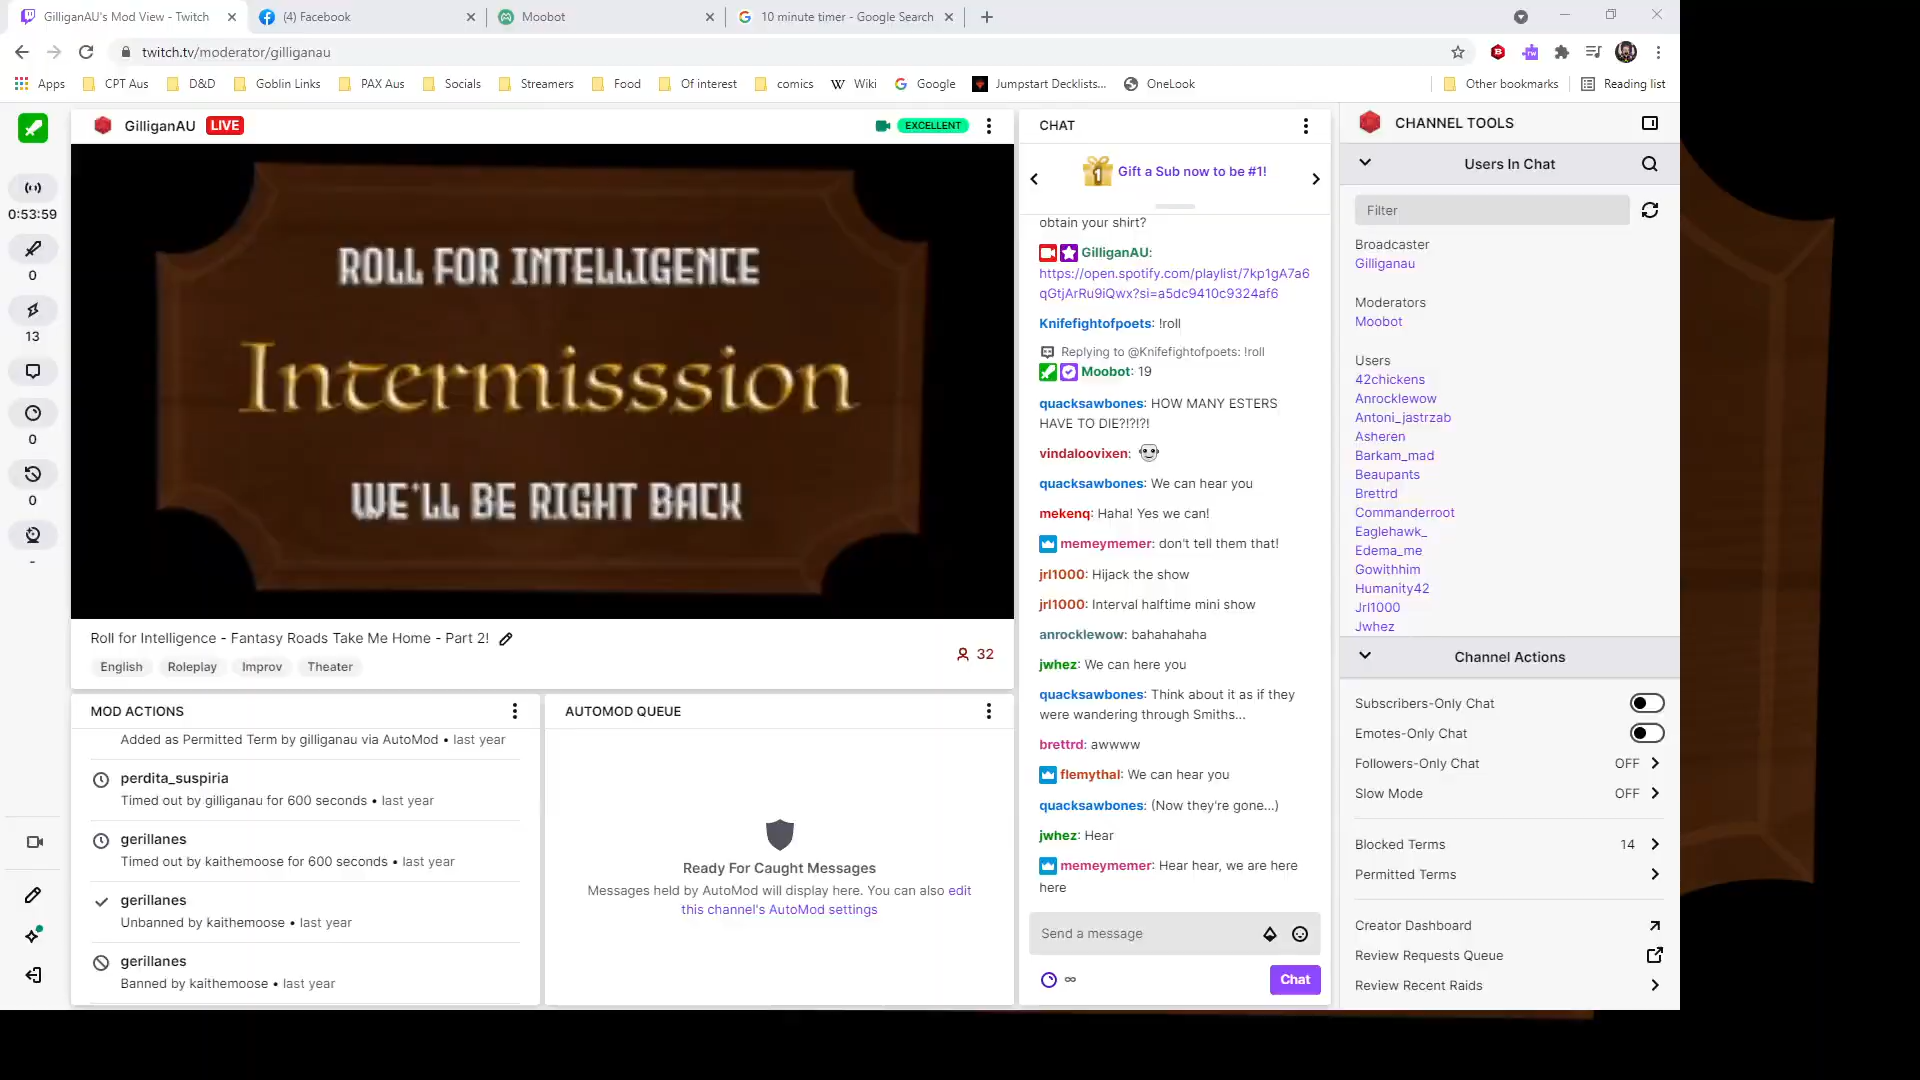 GilliganAU's Mod View - Twitch
(4) Facebook
Moobot
10 minute timer - Google Search
twitch.tv/moderator/gilliganau
Apps
CPT Aus
D&D
Goblin Links
PAX Aus
Socials
Streamers
Food
Of interest
comics
Wiki
Google
Jumpstart Decklists...
OneLook
Other bookmarks
Reading list
0:53:59
0
13
0
0
-
GilliganAU LIVE
EXCELLENT
ROLL FOR INTELLIGENCE
Intermisssion
WE'LL BE RIGHT BACK
Roll for Intelligence - Fantasy Roads Take Me Home - Part 2!
English
Roleplay
Improv
Theater
32
MOD ACTIONS
Added as Permitted Term by gilliganau via AutoMod • last year
perdita_suspiria
Timed out by gilliganau for 600 seconds • last year
gerillanes
Timed out by kaithemoose for 600 seconds • last year
gerillanes
Unbanned by kaithemoose • last year
gerillanes
Banned by kaithemoose • last year
AUTOMOD QUEUE
Ready For Caught Messages
Messages held by AutoMod will display here. You can also edit
this channel's AutoMod settings
CHAT
1
Gift a Sub now to be #1!
obtain your shirt?
GilliganAU:
https://open.spotify.com/playlist/7kp1gA7a6
qGtjArRu9iQwx?si=a5dc9410c9324af6
Knifefightofpoets: !roll
Replying to @Knifefightofpoets: !roll
Moobot: 19
quacksawbones: HOW MANY ESTERS
HAVE TO DIE?!?!?!
vindaloovixen:
quacksawbones: We can hear you
mekenq: Haha! Yes we can!
memeymemer: don't tell them that!
jrl1000: Hijack the show
jrl1000: Interval halftime mini show
anrocklewow: bahahahaha
jwhez: We can here you
quacksawbones: Think about it as if they
were wandering through Smiths...
brettrd: awwww
flemythal: We can hear you
quacksawbones: (Now they're gone...)
jwhez: Hear
memeymemer: Hear hear, we are here
here
Send a message
∞
Chat
CHANNEL TOOLS
Users In Chat
Filter
Broadcaster
Gilliganau
Moderators
Moobot
Users
42chickens
Anrocklewow
Antoni_jastrzab
Asheren
Barkam_mad
Beaupants
Brettrd
Commanderroot
Eaglehawk_
Edema_me
Gowithhim
Humanity42
Jrl1000
Jwhez
Channel Actions
Subscribers-Only Chat
Emotes-Only Chat
Followers-Only Chat OFF
Slow Mode OFF
Blocked Terms 14
Permitted Terms
Creator Dashboard
Review Requests Queue
Review Recent Raids